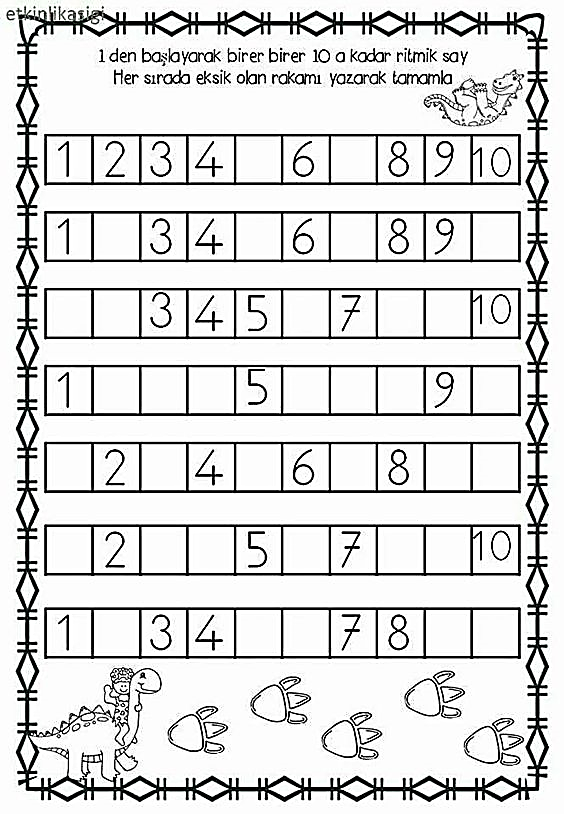 etkinlikasigi
1 den başlayarak birer birer 10 a kadar ritmik say
Her sırada eksik olan rakamı yazarak tamamla
1 2 3 4 6 8 9 10
1 3 4 6 8 9
3 4 5 7 10
1 5 9
2 4 6 8
2 5 7 10
1 3 4 7 8